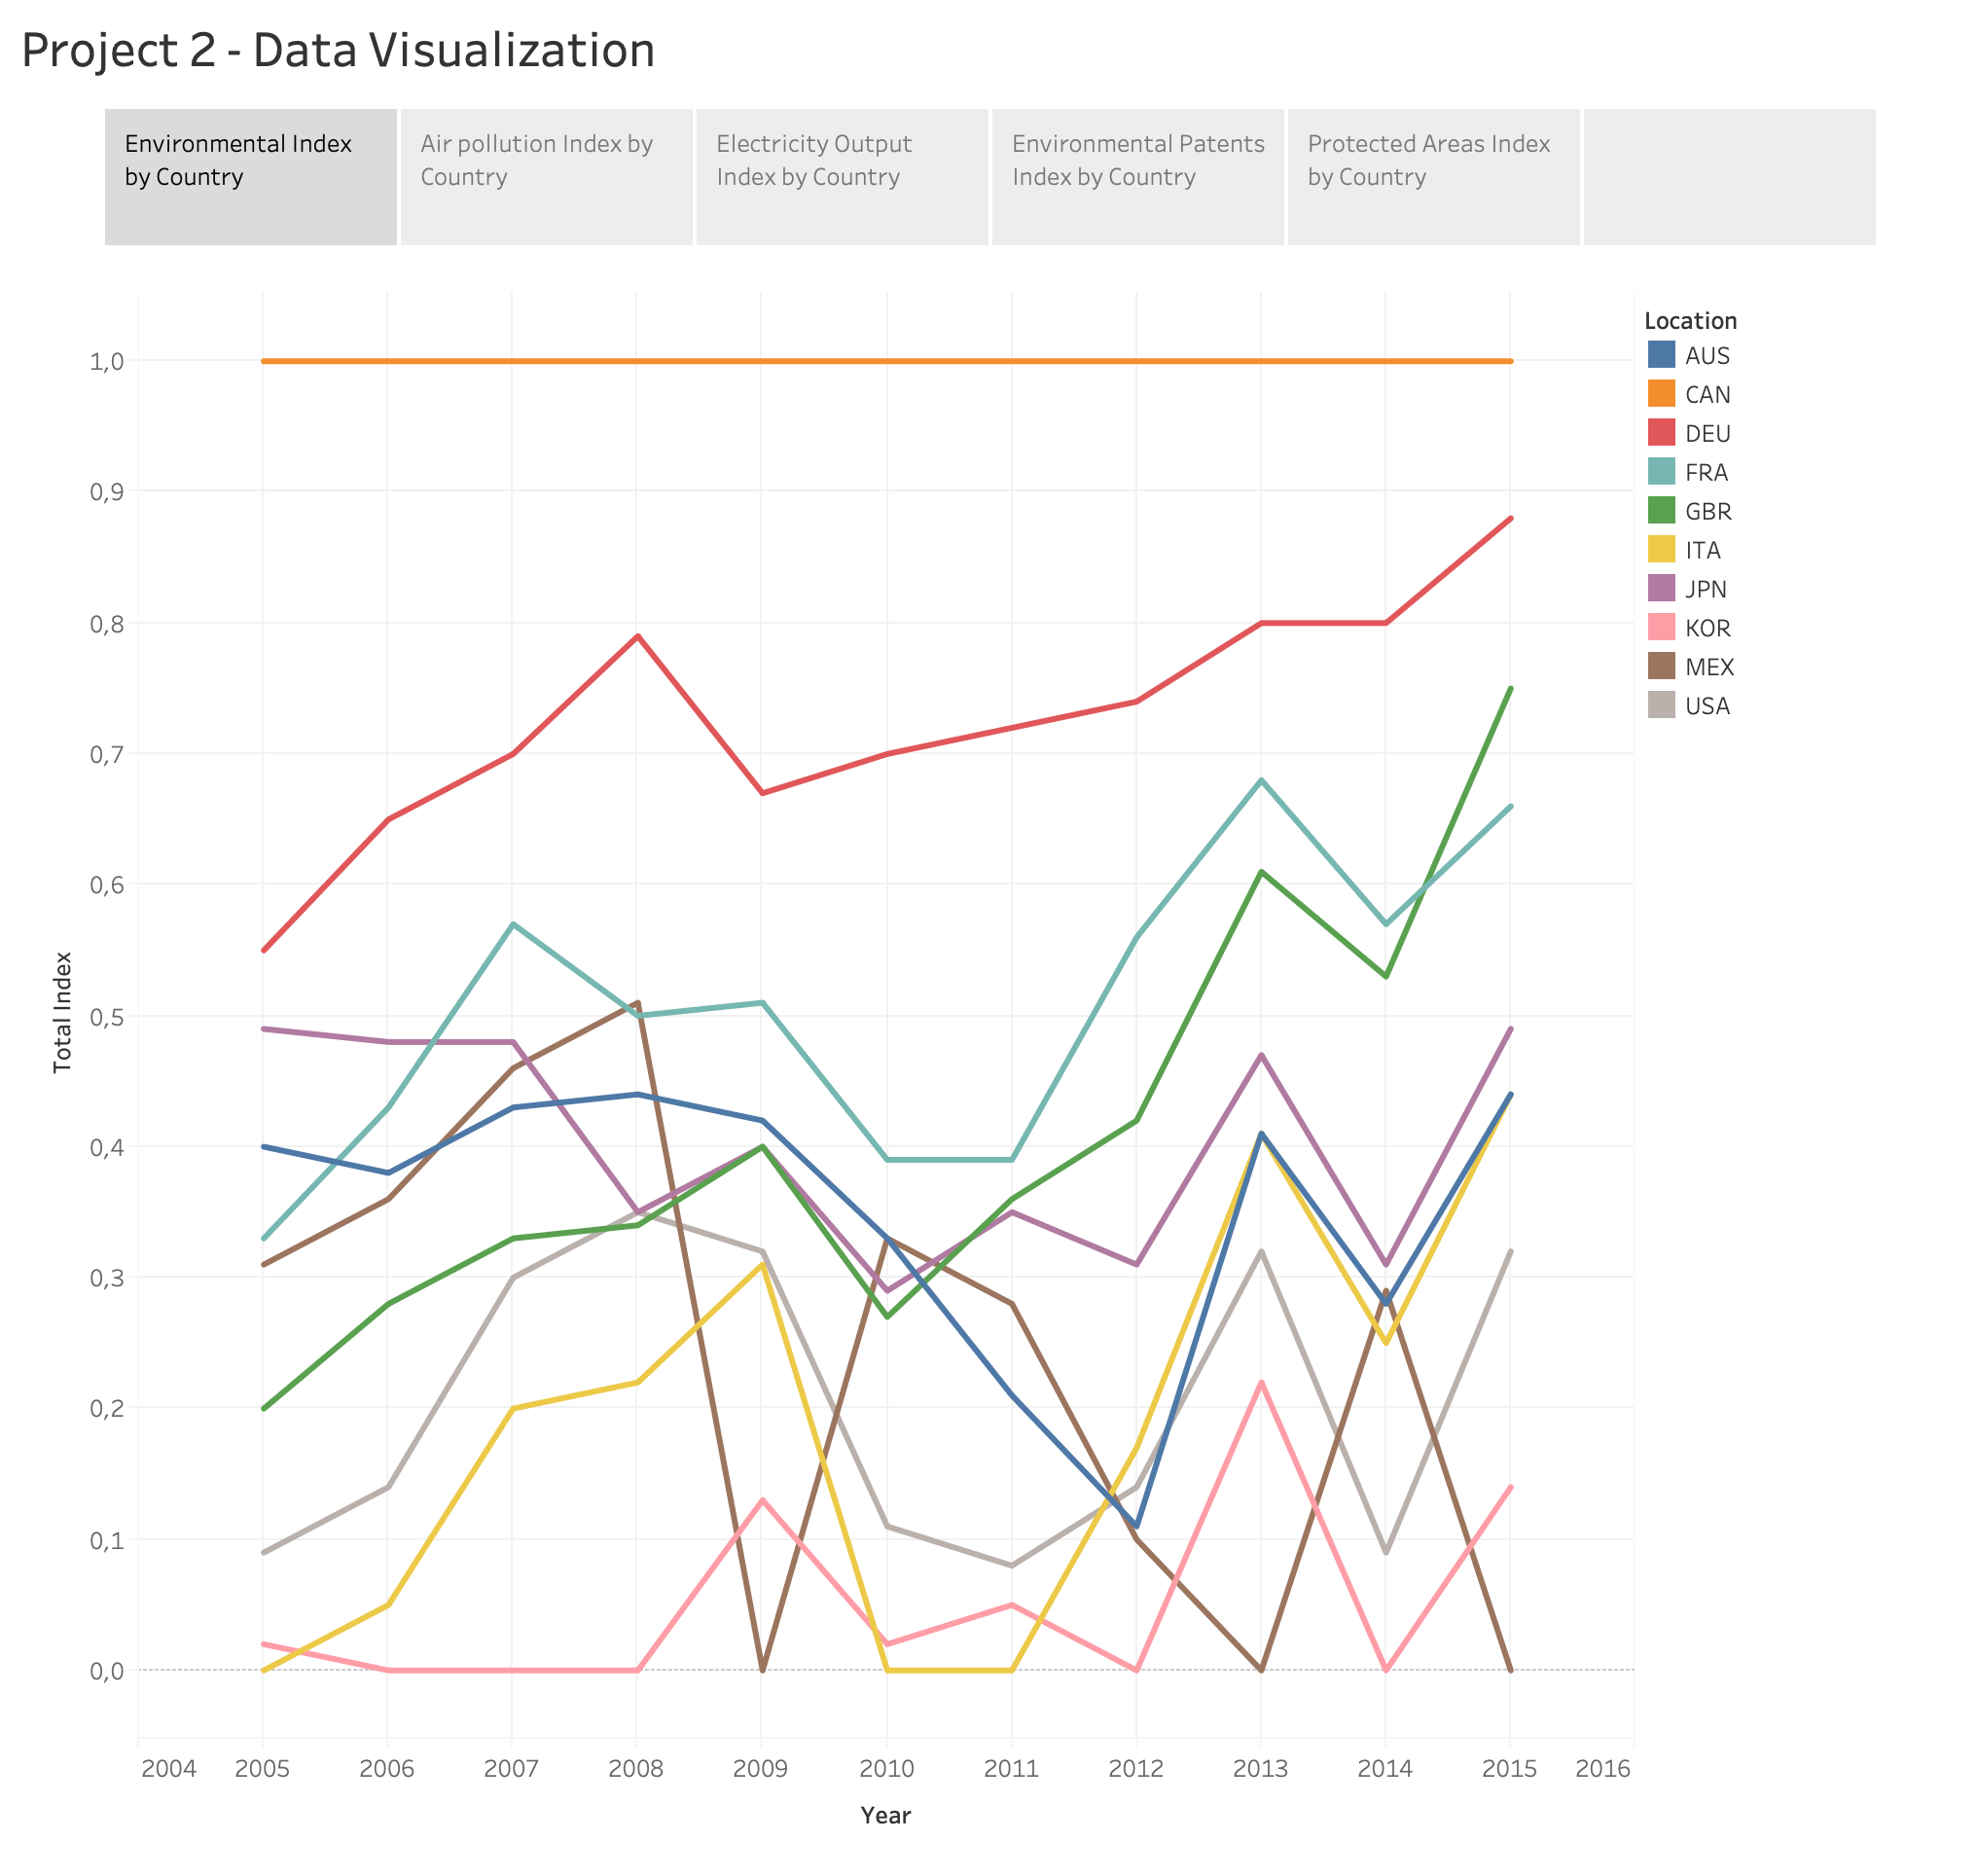 Project 2 - Data Visualization
Environmental Index
by Country
Air pollution Index by
Country
Electricity Output
Index by Country
Environmental Patents
Index by Country
Protected Areas Index
by Country
Location
AUS
CAN
DEU
FRA
GBR
ITA
JPN
KOR
MEX
USA
Total Index
1,0
0,9
0,8
0,7
0,6
0,5
0,4
0,3
0,2
0,1
0,0
2004 2005 2006 2007 2008 2009 2010 2011 2012 2013 2014 2015 2016
Year